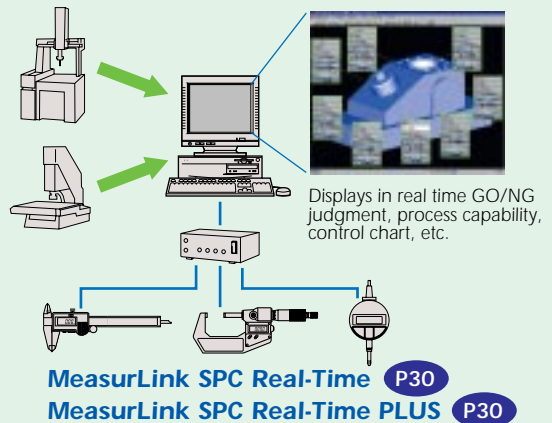 Displays in real time GO/NG
judgment, process capability,
control chart, etc.
MeasurLink SPC Real-Time P30
MeasurLink SPC Real-Time PLUS P30